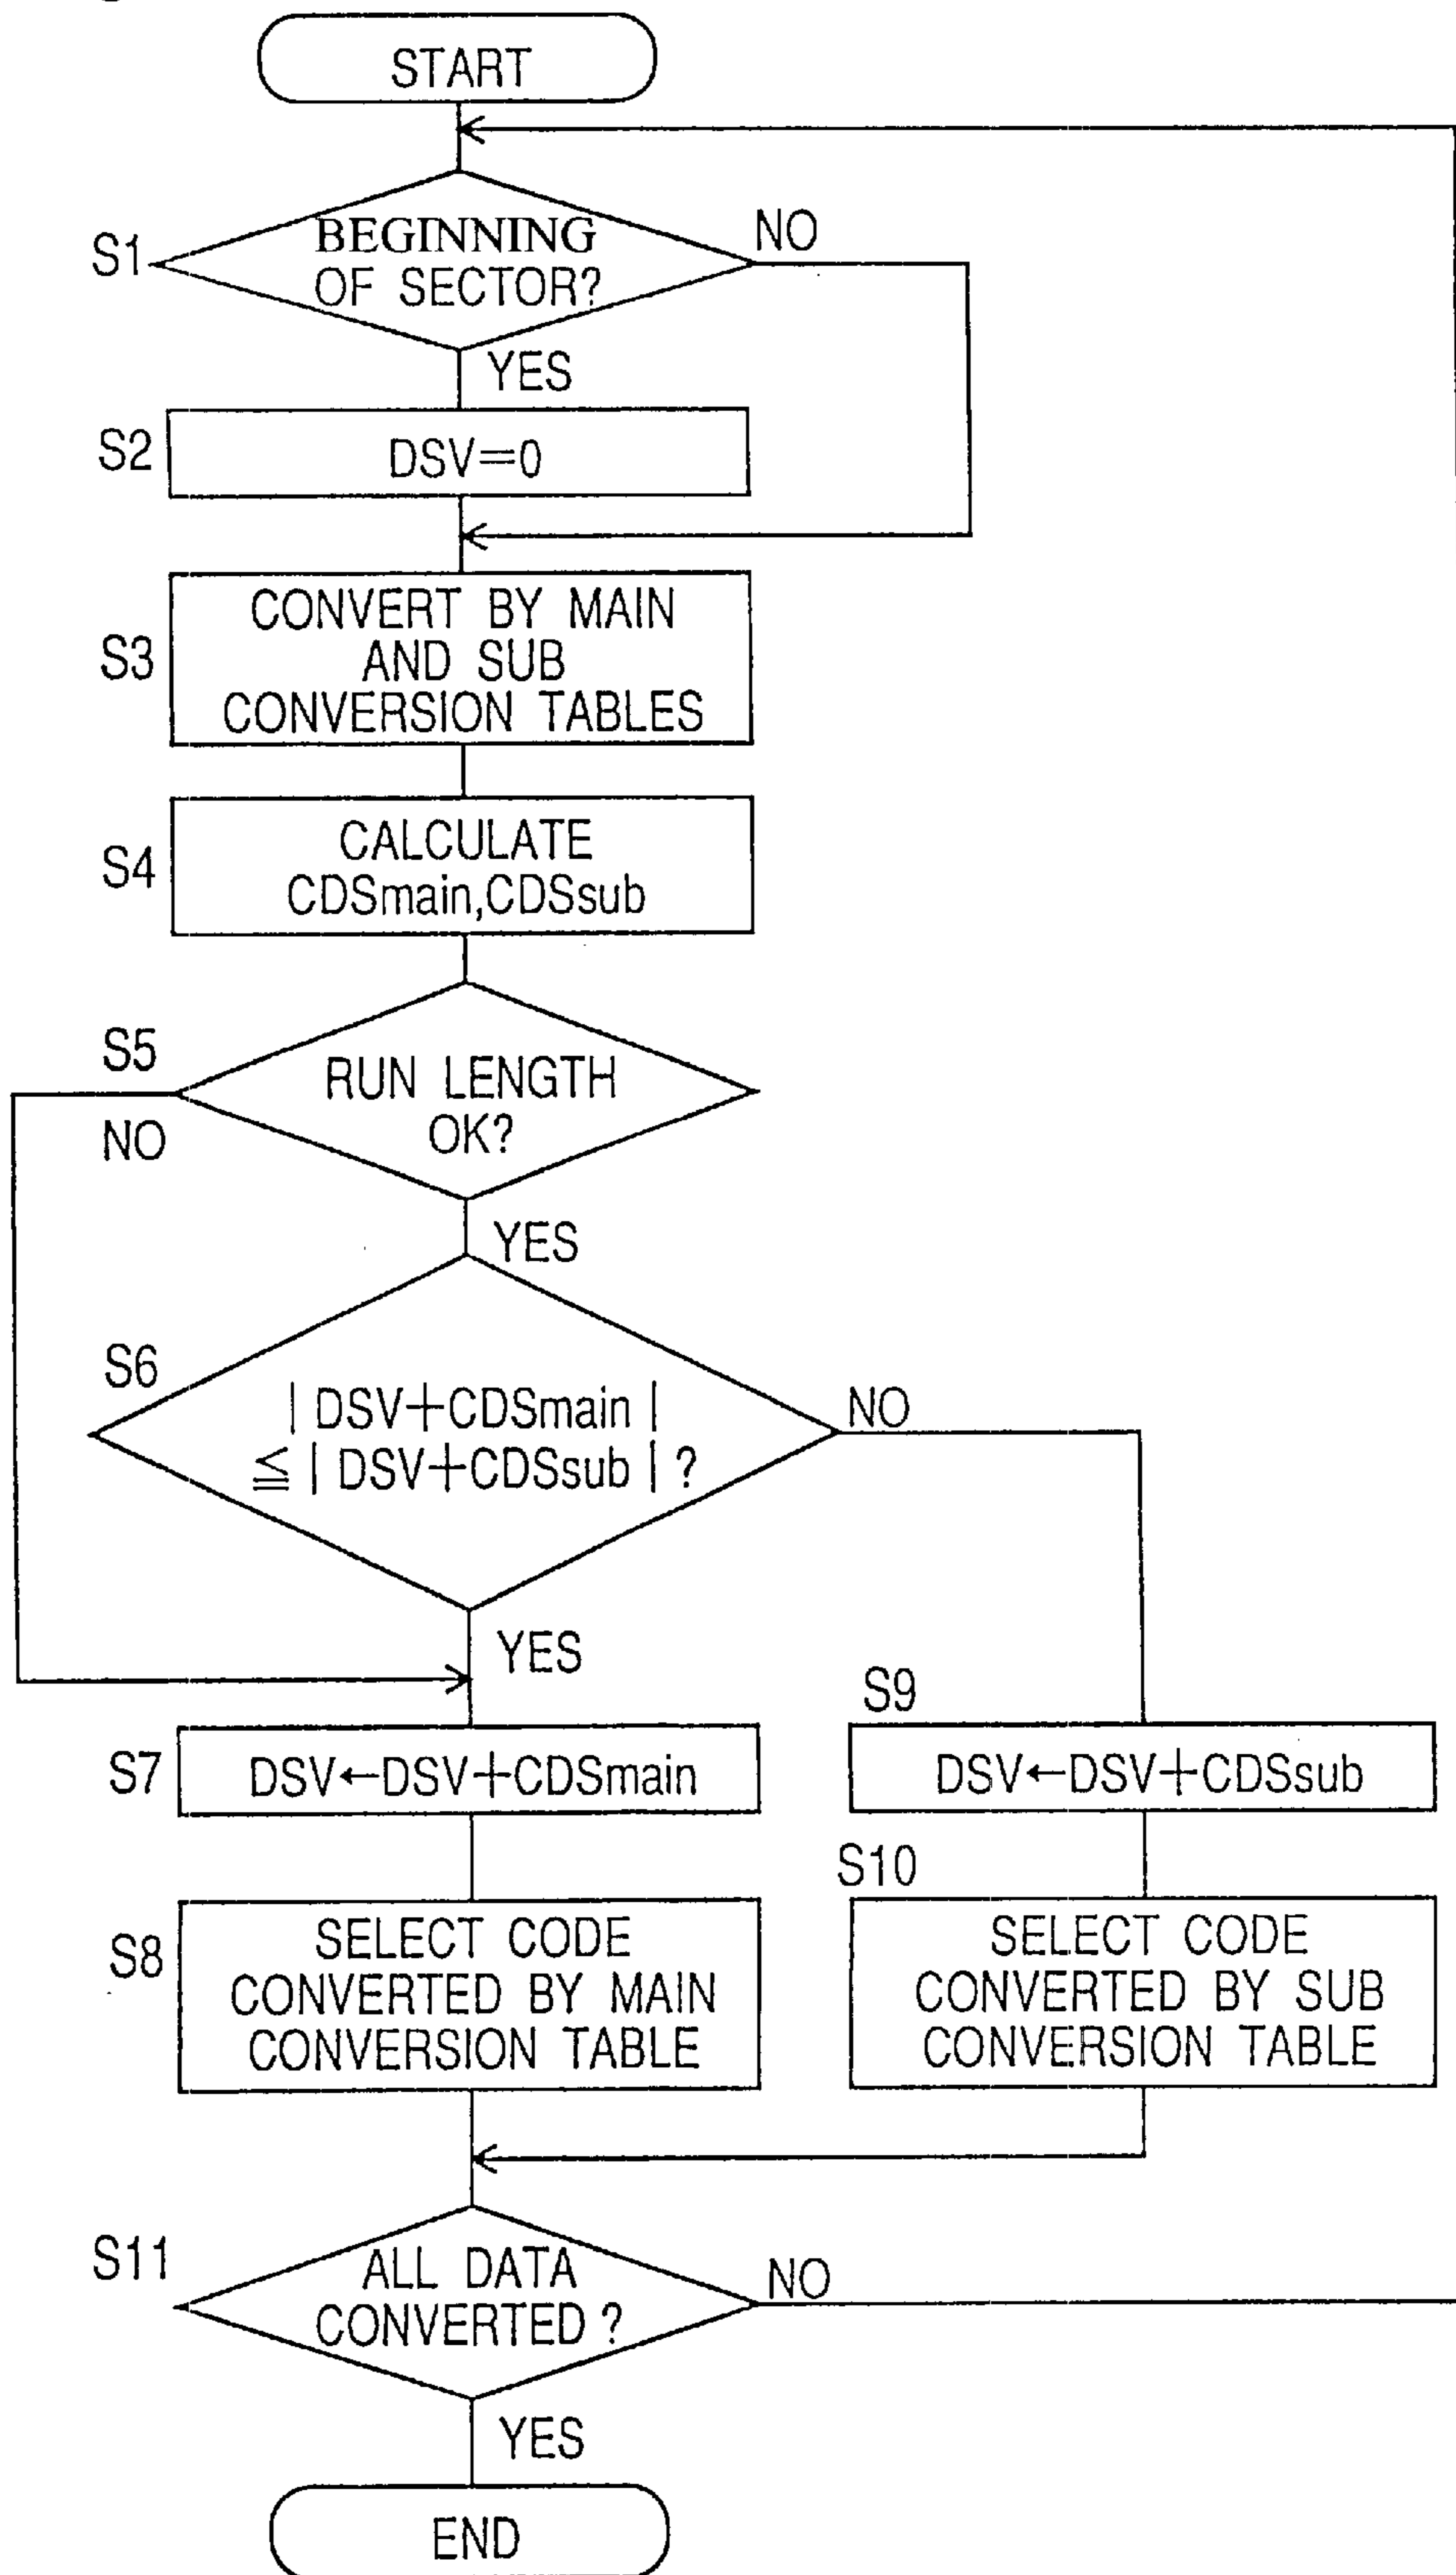 START
S1
BEGINNING
OF SECTOR?
NO
YES
S2
DSV=0
S3
CONVERT BY MAIN
AND SUB
CONVERSION TABLES
S4
CALCULATE
CDSmain,CDSsub
S5
NO
RUN LENGTH
OK?
YES
S6
| DSV+CDSmain |
≦ | DSV+CDSsub | ?
NO
YES
S7
DSV←DSV+CDSmain
S9
DSV←DSV+CDSsub
S8
SELECT CODE
CONVERTED BY MAIN
CONVERSION TABLE
S10
SELECT CODE
CONVERTED BY SUB
CONVERSION TABLE
S11
ALL DATA
CONVERTED ?
NO
YES
END